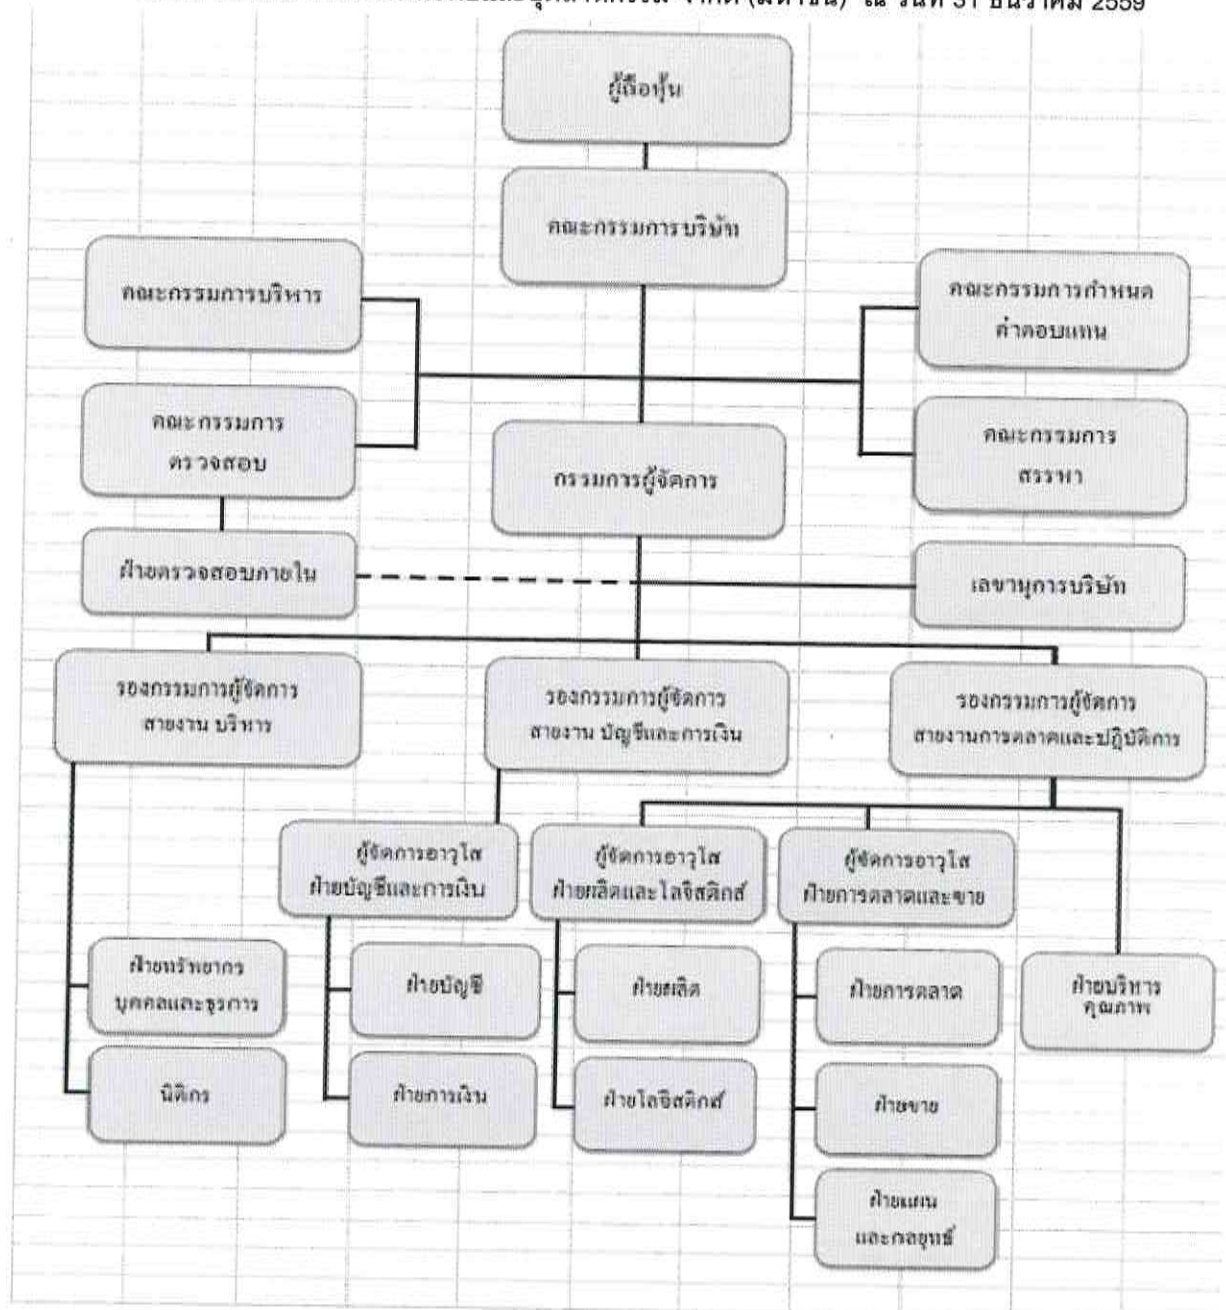 จำกัด (มหาชน) ณ วันที่ 31 ธันวาคม 2559
ผู้ถือหุ้น
คณะกรรมการบริษัท
คณะกรรมการบริหาร
คณะกรรมการกำหนด
ค่าตอบแทน
คณะกรรมการ
ตรวจสอบ
กรรมการผู้จัดการ
คณะกรรมการ
สรรหา
ฝ่ายตรวจสอบภายใน
เลขานุการบริษัท
รองกรรมการผู้จัดการ
สายงาน บริหาร
รองกรรมการผู้จัดการ
สายงาน บัญชีและการเงิน
รองกรรมการผู้จัดการ
สายงานการตลาดและปฏิบัติการ
ผู้จัดการอาวุโส
ฝ่ายบัญชีและการเงิน
ผู้จัดการอาวุโส
ฝ่ายผลิตและโลจิสติกส์
ผู้จัดการอาวุโส
ฝ่ายการตลาดและขาย
ฝ่ายทรัพยากร
บุคคลและธุรการ
ฝ่ายบัญชี
ฝ่ายผลิต
ฝ่ายการตลาด
ฝ่ายบริหาร
คุณภาพ
นิติกร
ฝ่ายการเงิน
ฝ่ายโลจิสติกส์
ฝ่ายขาย
ฝ่ายแผน
และกลยุทธ์